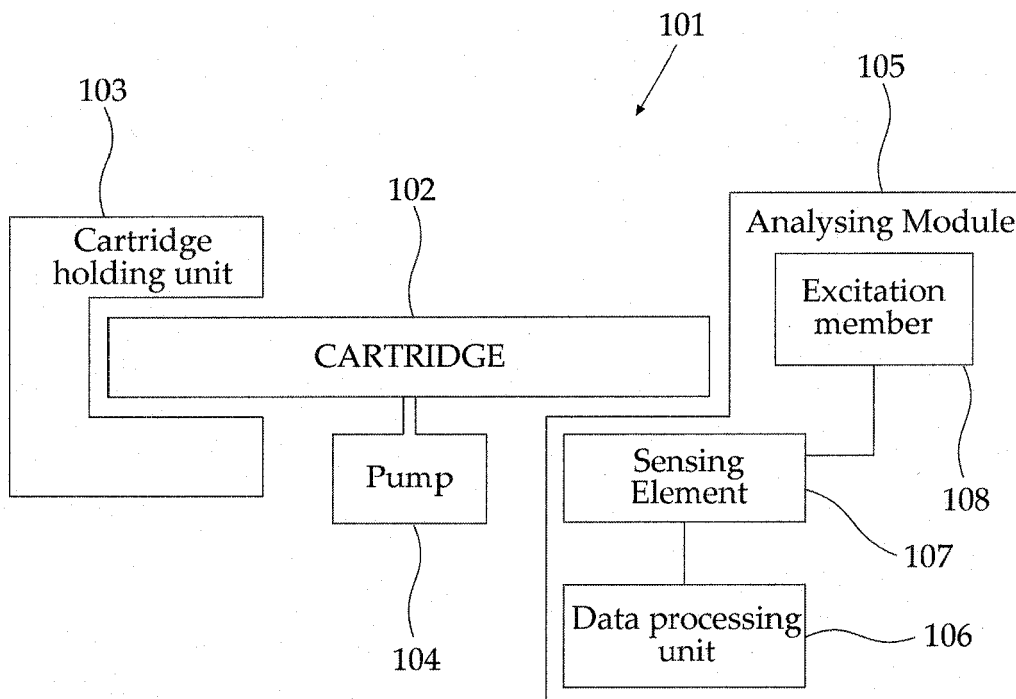 101
103
105
102
Analysing Module
Cartridge
holding unit
Excitation
member
CARTRIDGE
Pump
Sensing
Element
108
107
Data processing
unit
106
104